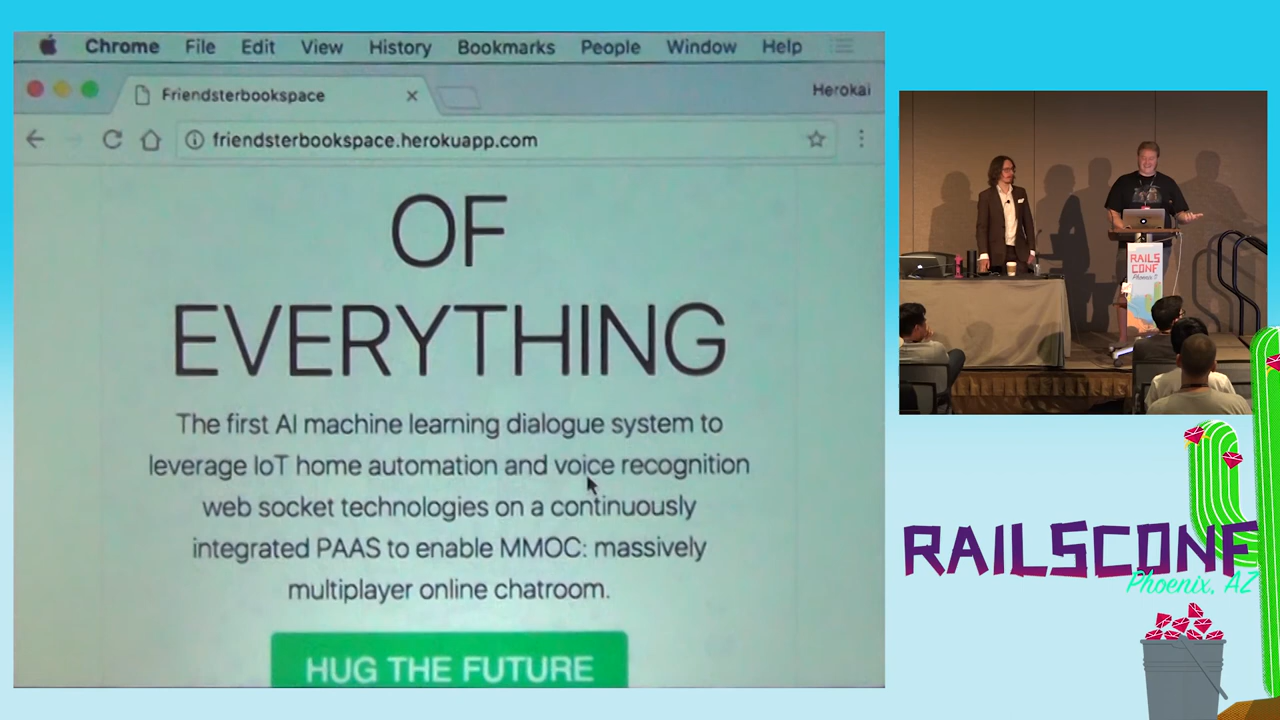 Chrome File Edit View History Bookmarks People Window Help
Friendsterbookspace
Herokai
friendsterbookspace.herokuapp.com
OF
EVERYTHING
The first AI machine learning dialogue system to
leverage IoT home automation and voice recognition
web socket technologies on a continuously
integrated PAAS to enable MMOC: massively
multiplayer online chatroom.
HUG THE FUTURE
RAILS
CONF
RAILSCONF
Phoenix, AZ